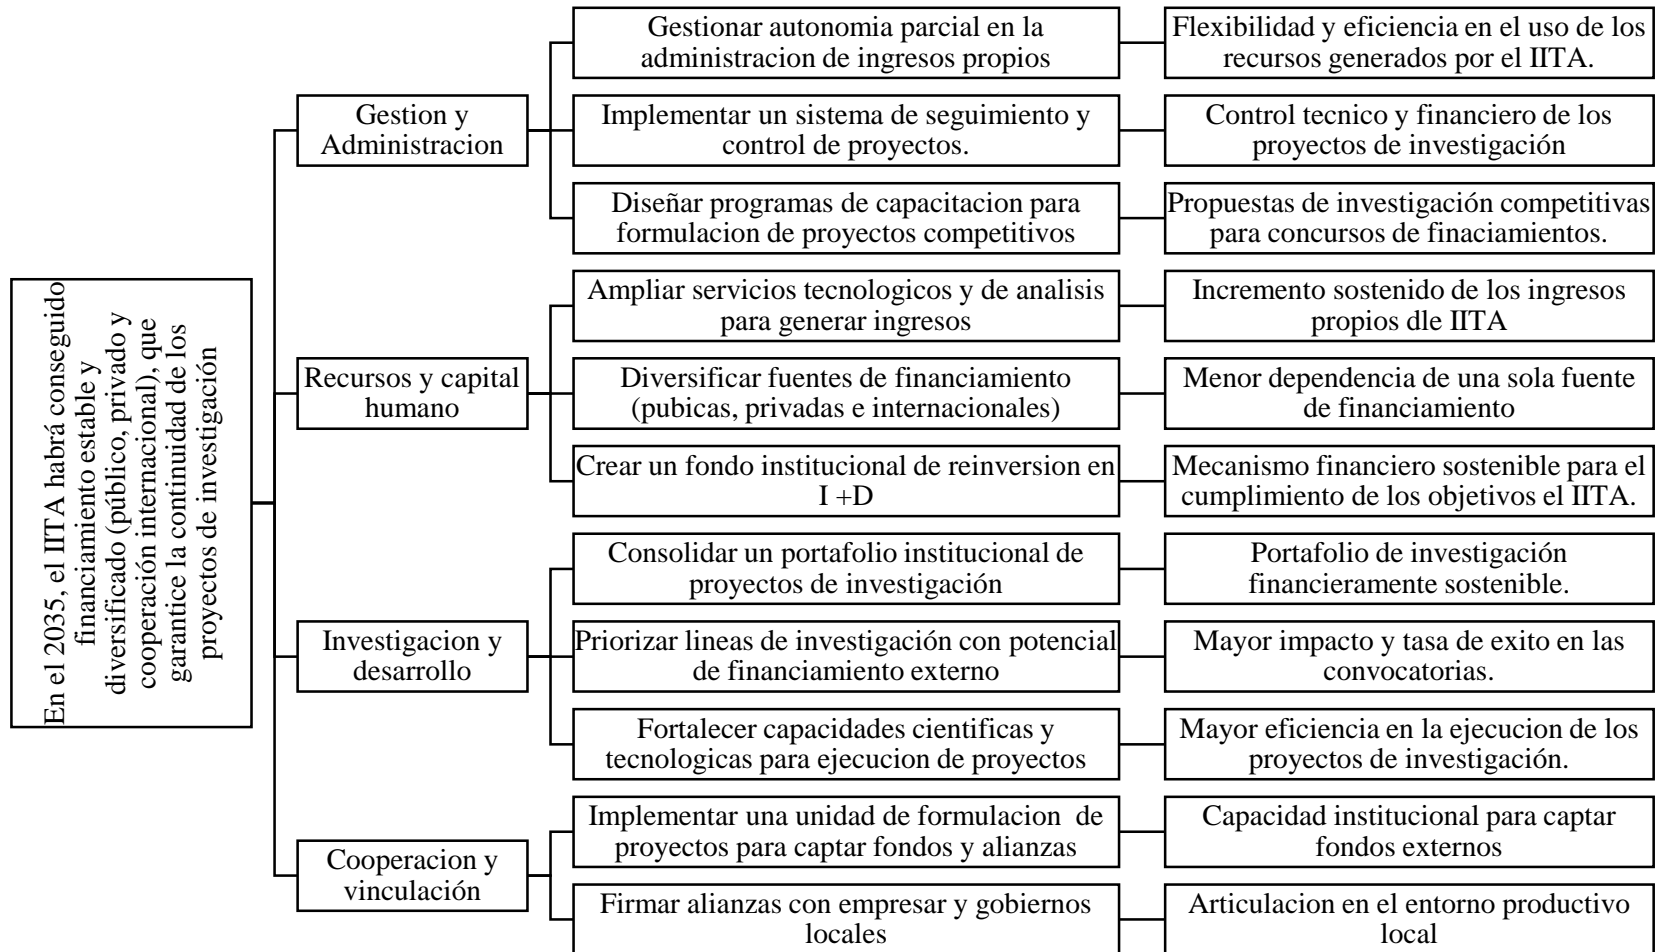 En el 2035, el IITA habrá conseguido
financiamiento estable y
diversificado (público, privado y
cooperación internacional), que
garantice la continuidad de los
proyectos de investigación
Gestion y
Administracion
Gestionar autonomia parcial en la
administracion de ingresos propios
Flexibilidad y eficiencia en el uso de los
recursos generados por el IITA.
Implementar un sistema de seguimiento y
control de proyectos.
Control tecnico y financiero de los
proyectos de investigación
Diseñar programas de capacitacion para
formulacion de proyectos competitivos
Propuestas de investigación competitivas
para concursos de finaciamientos.
Recursos y capital
humano
Ampliar servicios tecnologicos y de analisis
para generar ingresos
Incremento sostenido de los ingresos
propios dle IITA
Diversificar fuentes de financiamiento
(pubicas, privadas e internacionales)
Menor dependencia de una sola fuente
de financiamiento
Crear un fondo institucional de reinversion en
I +D
Mecanismo financiero sostenible para el
cumplimiento de los objetivos el IITA.
Investigacion y
desarrollo
Consolidar un portafolio institucional de
proyectos de investigación
Portafolio de investigación
financieramente sostenible.
Priorizar lineas de investigación con potencial
de financiamiento externo
Mayor impacto y tasa de exito en las
convocatorias.
Fortalecer capacidades cientificas y
tecnologicas para ejecucion de proyectos
Mayor eficiencia en la ejecucion de los
proyectos de investigación.
Cooperacion y
vinculación
Implementar una unidad de formulacion  de
proyectos para captar fondos y alianzas
Capacidad institucional para captar
fondos externos
Firmar alianzas con empresar y gobiernos
locales
Articulacion en el entorno productivo
local